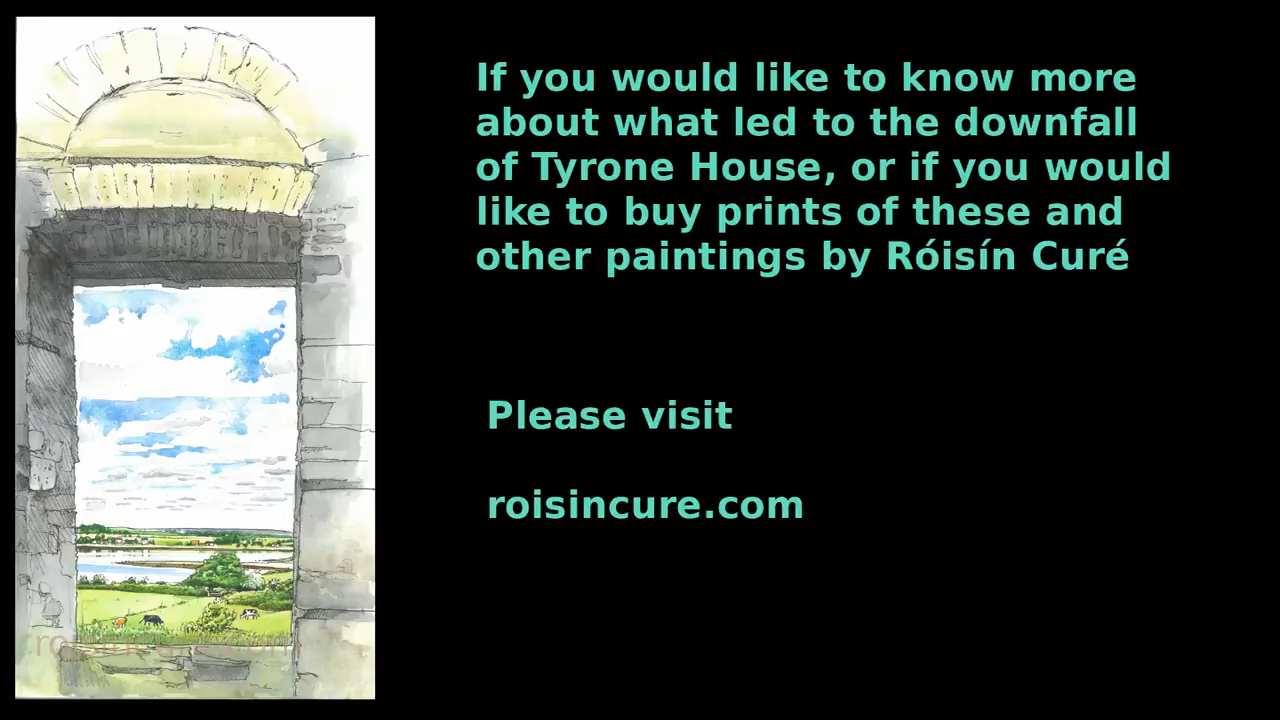 If you would like to know more
about what led to the downfall
of Tyrone House, or if you would
like to buy prints of these and
other paintings by Róisín Curé
Please visit
roisincure.com